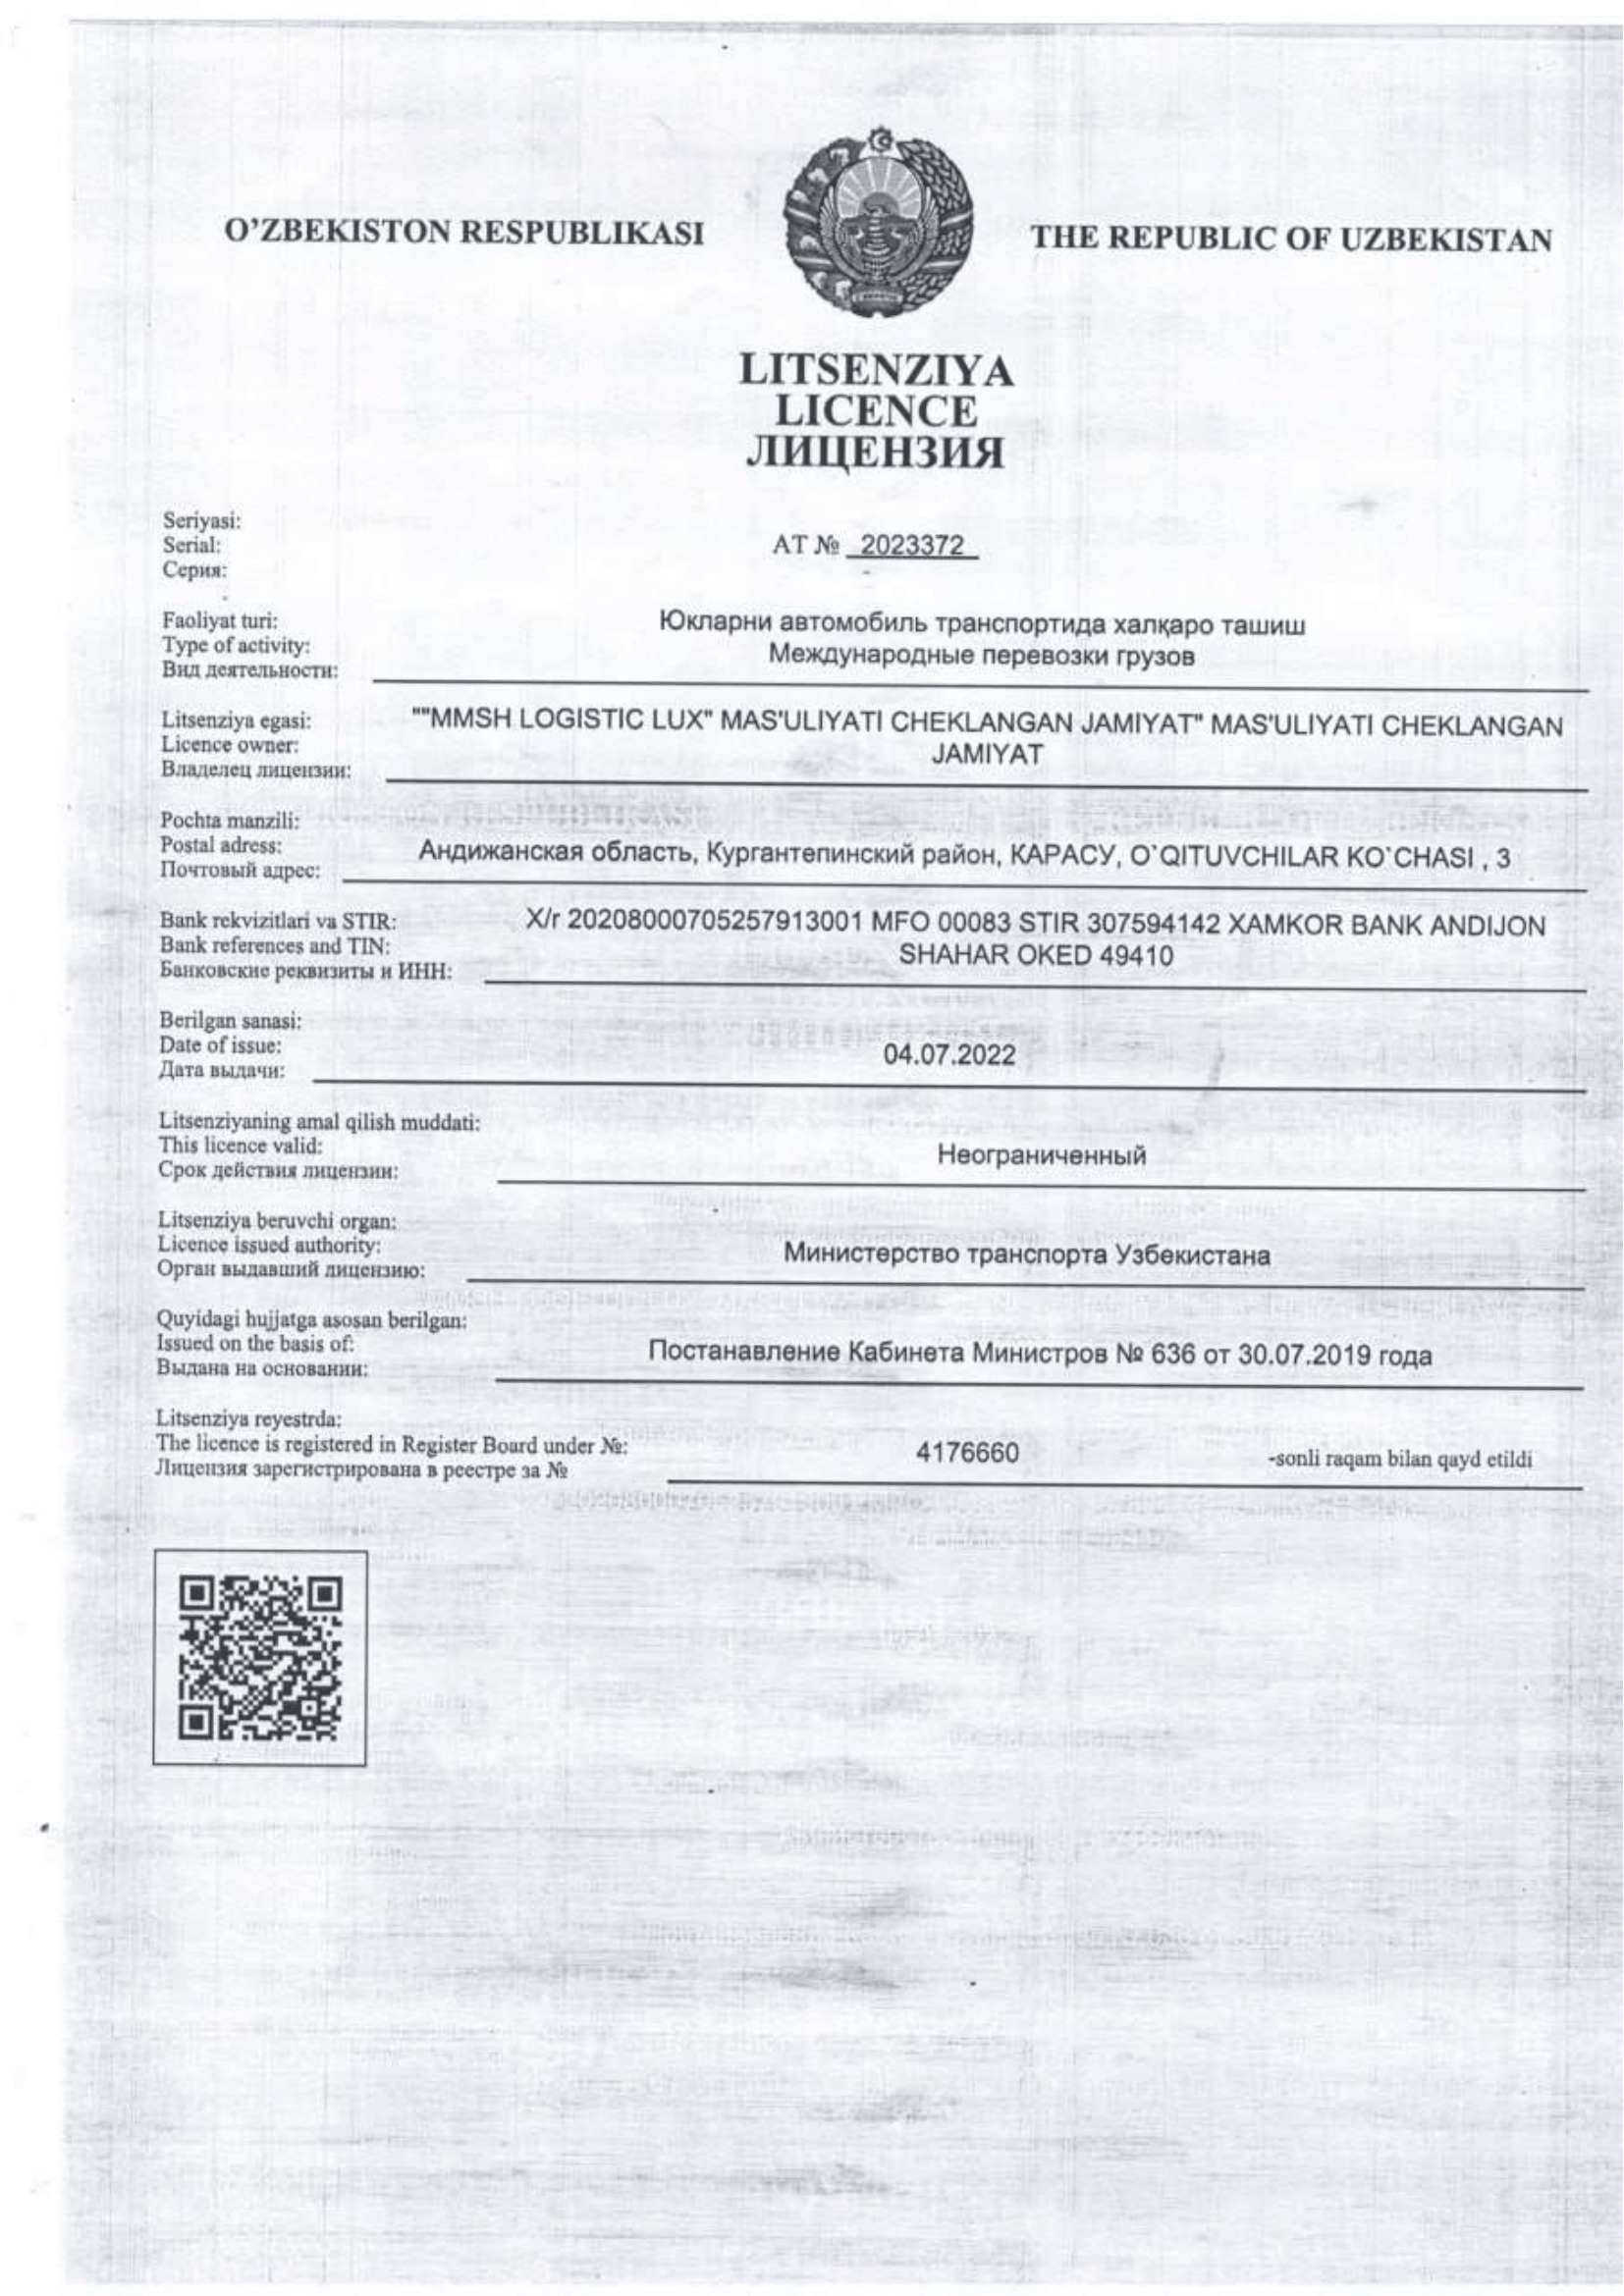 O'ZBEKISTON RESPUBLIKASI
THE REPUBLIC OF UZBEKISTAN
LITSENZIYA
LICENCE
ЛИЦЕНЗИЯ
Seriyasi:
Serial:
Серия:
АТ № 2023372
Faoliyat turi:
Type of activity:
Вид деятельности:
Юкларни автомобиль транспортида халқаро ташиш
Международные перевозки грузов
Litsenziya egasi:
Licence owner:
Владелец лицензии:
""MMSH LOGISTIC LUX" MAS'ULIYATI CHEKLANGAN JAMIYAT" MAS'ULIYATI CHEKLANGAN
JAMIYAT
Pochta manzili:
Postal adress:
Почтовый адрес:
Андижанская область, Кургантепинский район, КАРАСУ, O`QITUVCHILAR KO`CHASI , 3
Bank rekvizitlari va STIR:
Bank references and TIN:
Банковские реквизиты и ИНН:
X/r 20208000705257913001 MFO 00083 STIR 307594142 XAMKOR BANK ANDIJON
SHAHAR OKED 49410
Berilgan sanasi:
Date of issue:
Дата выдачи:
04.07.2022
Litsenziyaning amal qilish muddati:
This licence valid:
Срок действия лицензии:
Неограниченный
Litsenziya beruvchi organ:
Licence issued authority:
Орган выдавший лицензию:
Министерство транспорта Узбекистана
Quyidagi hujjatga asosan berilgan:
Issued on the basis of:
Выдана на основании:
Постанавление Кабинета Министров № 636 от 30.07.2019 года
Litsenziya reyestrda:
The licence is registered in Register Board under №:
Лицензия зарегистрирована в реестре за №
4176660
-sonli raqam bilan qayd etildi